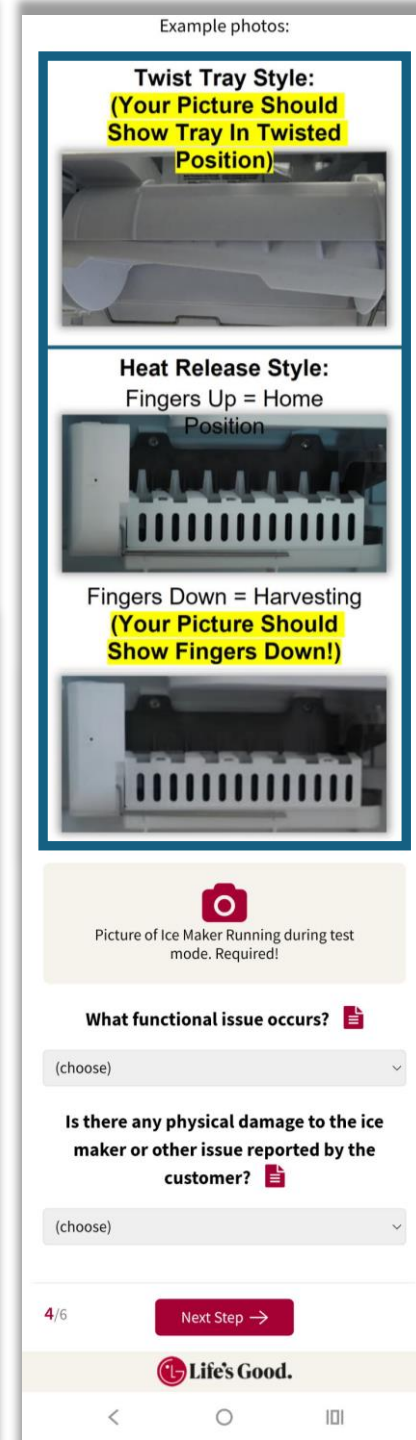 Example photos:
Twist Tray Style:
(Your Picture Should
Show Tray In Twisted
Position)
Heat Release Style:
Fingers Up = Home
Position
Fingers Down = Harvesting
(Your Picture Should
Show Fingers Down!)
Picture of Ice Maker Running during test
mode. Required!
What functional issue occurs?
(choose)
Is there any physical damage to the ice
maker or other issue reported by the
customer?
(choose)
4/6
Next Step →
LG Life's Good.